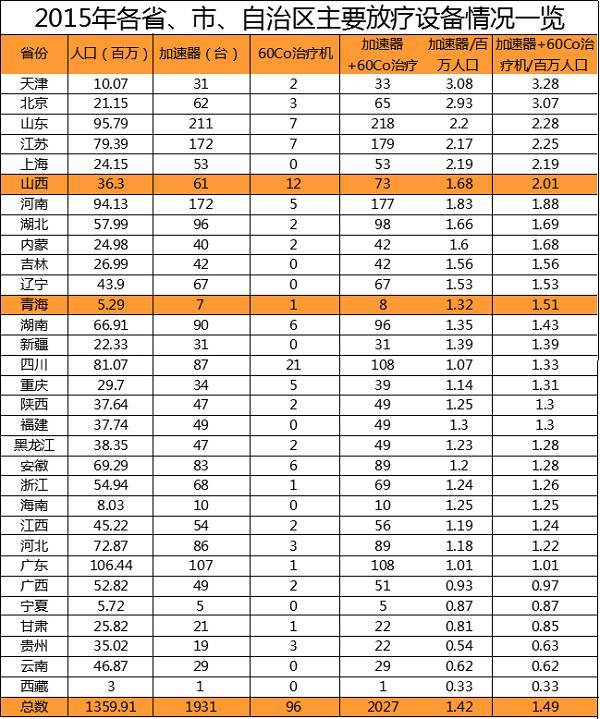 2015年各省、市、自治区主要放疗设备情况一览
省份 人口（百万） 加速器（台） 60Co治疗机 加速器+60Co治疗 加速器/百万人口 加速器+60Co治疗机/百万人口
天津 10.07 31 2 33 3.08 3.28
北京 21.15 62 3 65 2.93 3.07
山东 95.79 211 7 218 2.2 2.28
江苏 79.39 172 7 179 2.17 2.25
上海 24.15 53 0 53 2.19 2.19
山西 36.3 61 12 73 1.68 2.01
河南 94.13 172 5 177 1.83 1.88
湖北 57.99 96 2 98 1.66 1.69
内蒙 24.98 40 2 42 1.6 1.68
吉林 26.99 42 0 42 1.56 1.56
辽宁 43.9 67 0 67 1.53 1.53
青海 5.29 7 1 8 1.32 1.51
湖南 66.91 90 6 96 1.35 1.43
新疆 22.33 31 0 31 1.39 1.39
四川 81.07 87 21 108 1.07 1.33
重庆 29.7 34 5 39 1.14 1.31
陕西 37.64 47 2 49 1.25 1.3
福建 37.74 49 0 49 1.3 1.3
黑龙江 38.35 47 2 49 1.23 1.28
安徽 69.29 83 6 89 1.2 1.28
浙江 54.94 68 1 69 1.24 1.26
海南 8.03 10 0 10 1.25 1.25
江西 45.22 54 2 56 1.19 1.24
河北 72.87 86 3 89 1.18 1.22
广东 106.44 107 1 108 1.01 1.01
广西 52.82 49 2 51 0.93 0.97
宁夏 5.72 5 0 5 0.87 0.87
甘肃 25.82 21 1 22 0.81 0.85
贵州 35.02 19 3 22 0.54 0.63
云南 46.87 29 0 29 0.62 0.62
西藏 3 1 0 1 0.33 0.33
总数 1359.91 1931 96 2027 1.42 1.49